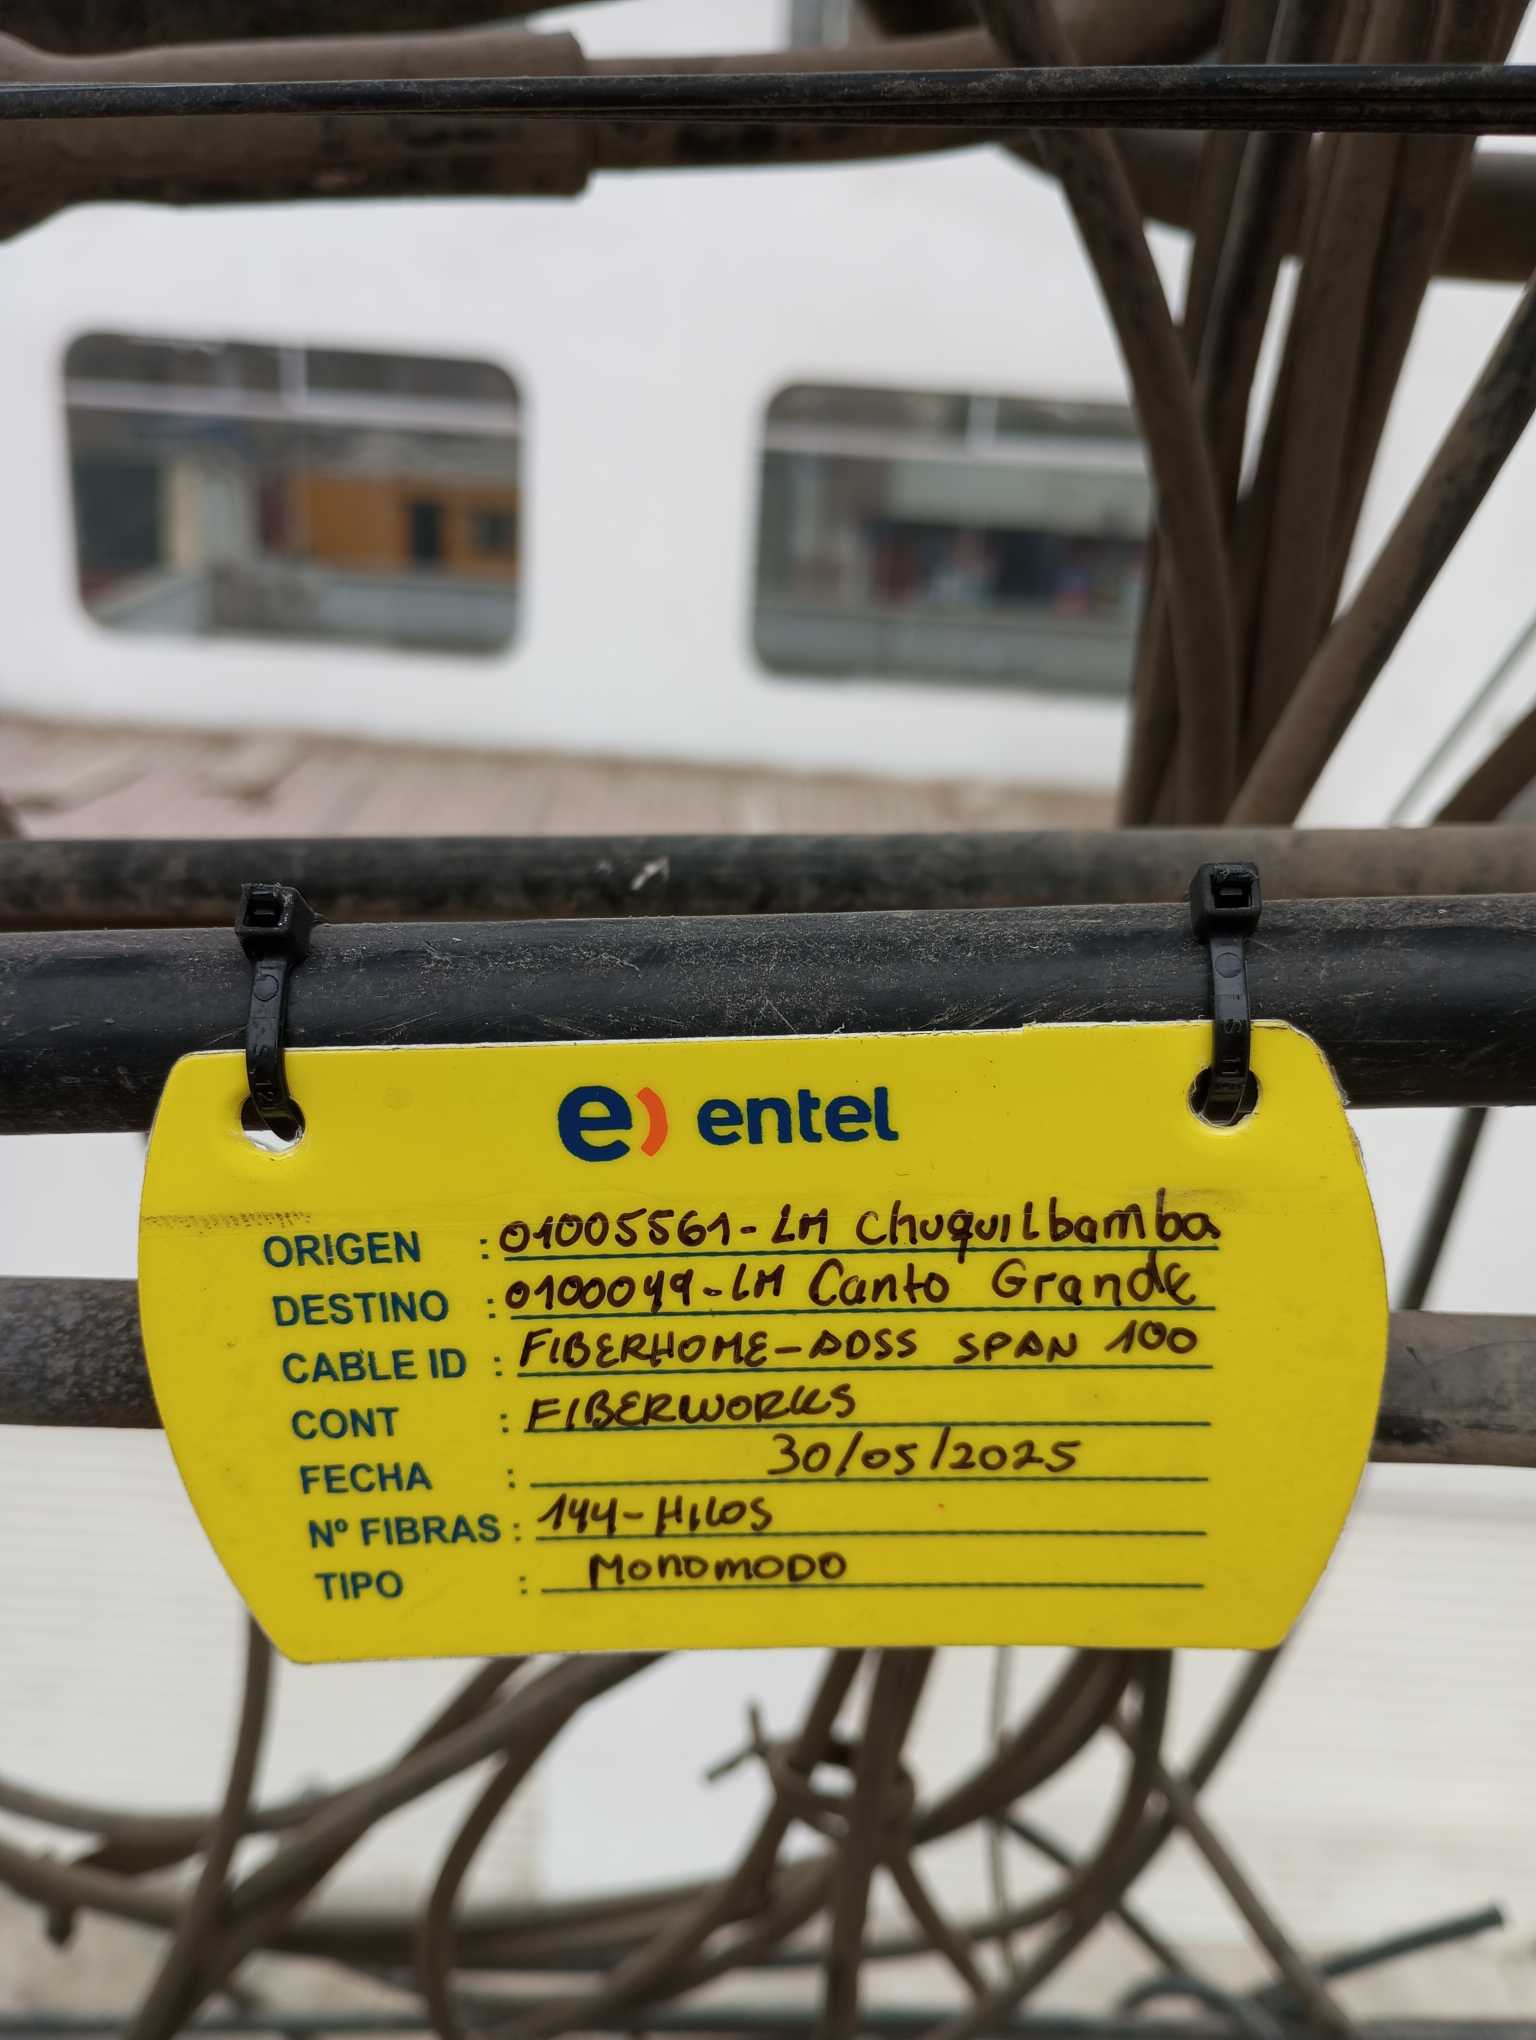 e) entel
ORIGEN : 01005561-LM Chuquilbamba
DESTINO : 0100049-LM Canto Grande
CABLE ID : FIBERHOME-ADSS SPAN 100
CONT : FIBERWORKS
FECHA : 30/05/2025
Nº FIBRAS : 144-HILOS
TIPO : MONOMODO